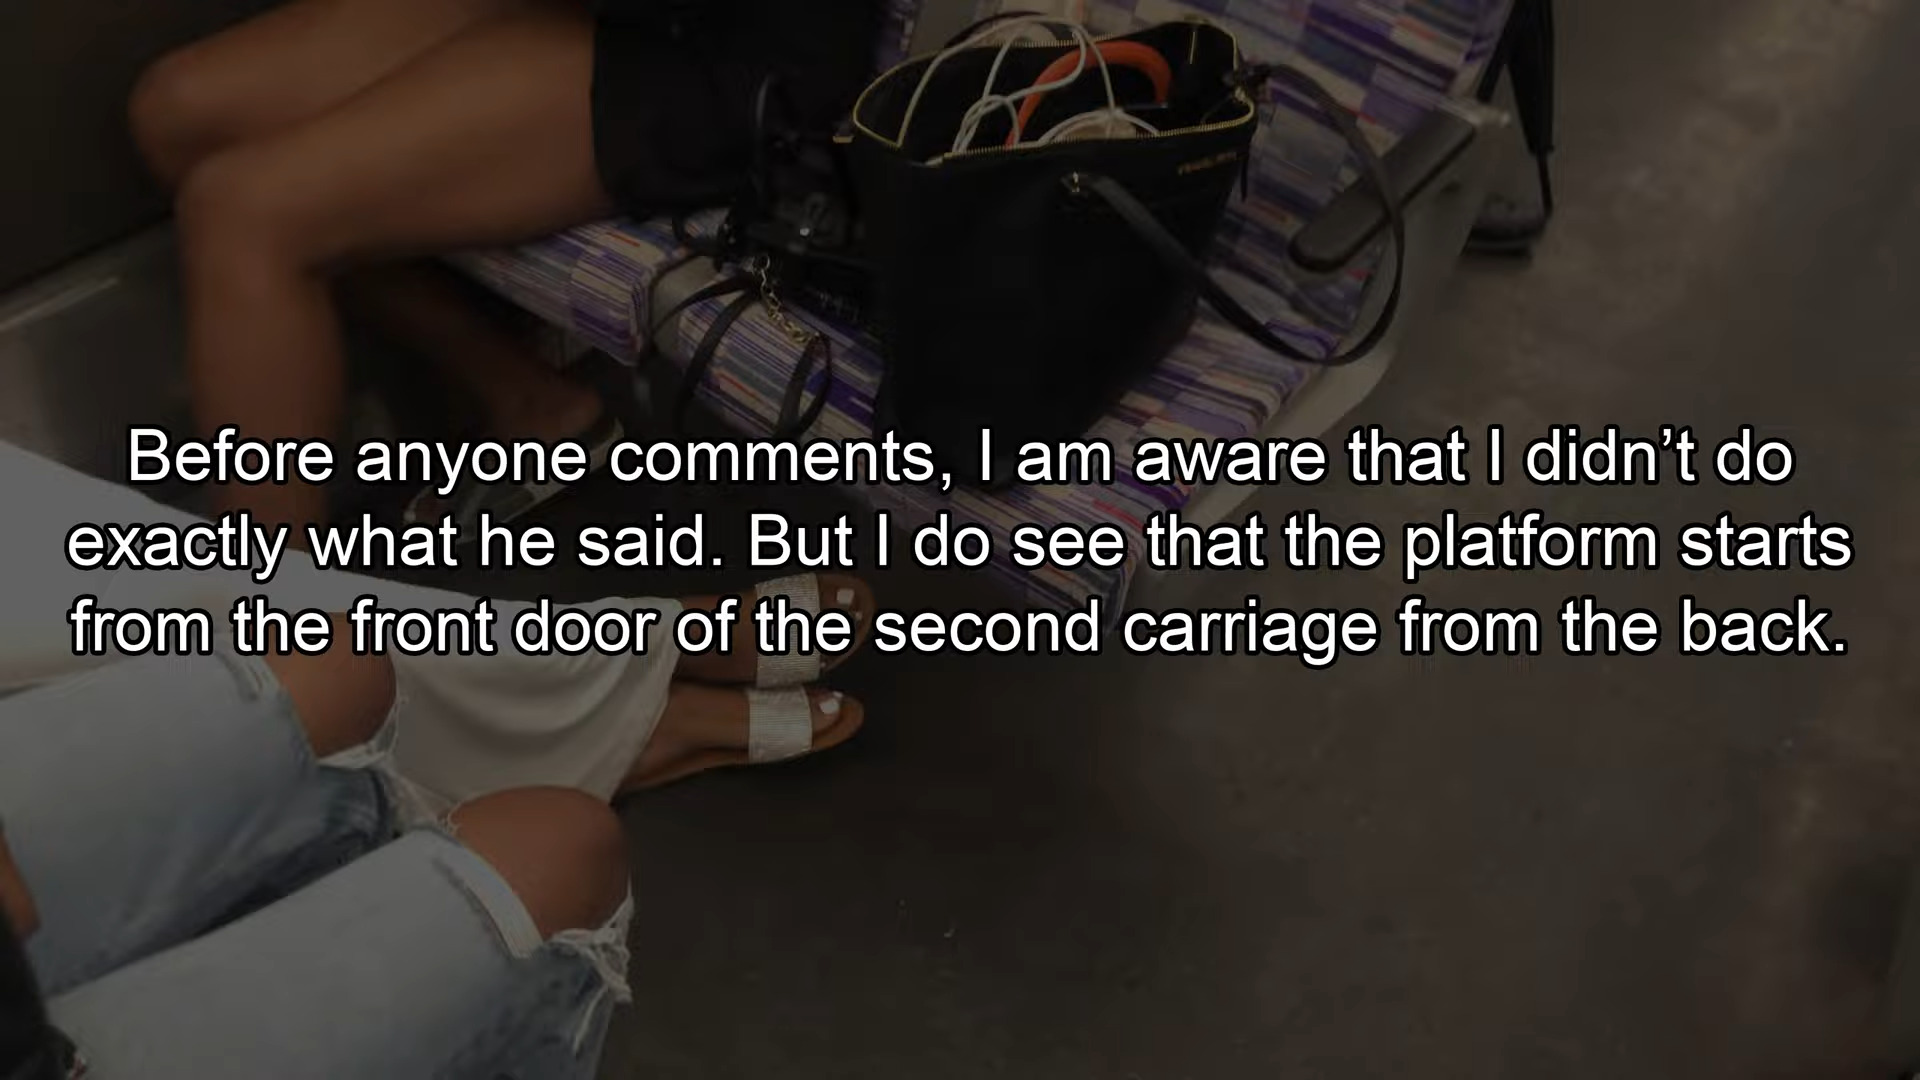 Before anyone comments, I am aware that I didn’t do
exactly what he said. But I do see that the platform starts
from the front door of the second carriage from the back.